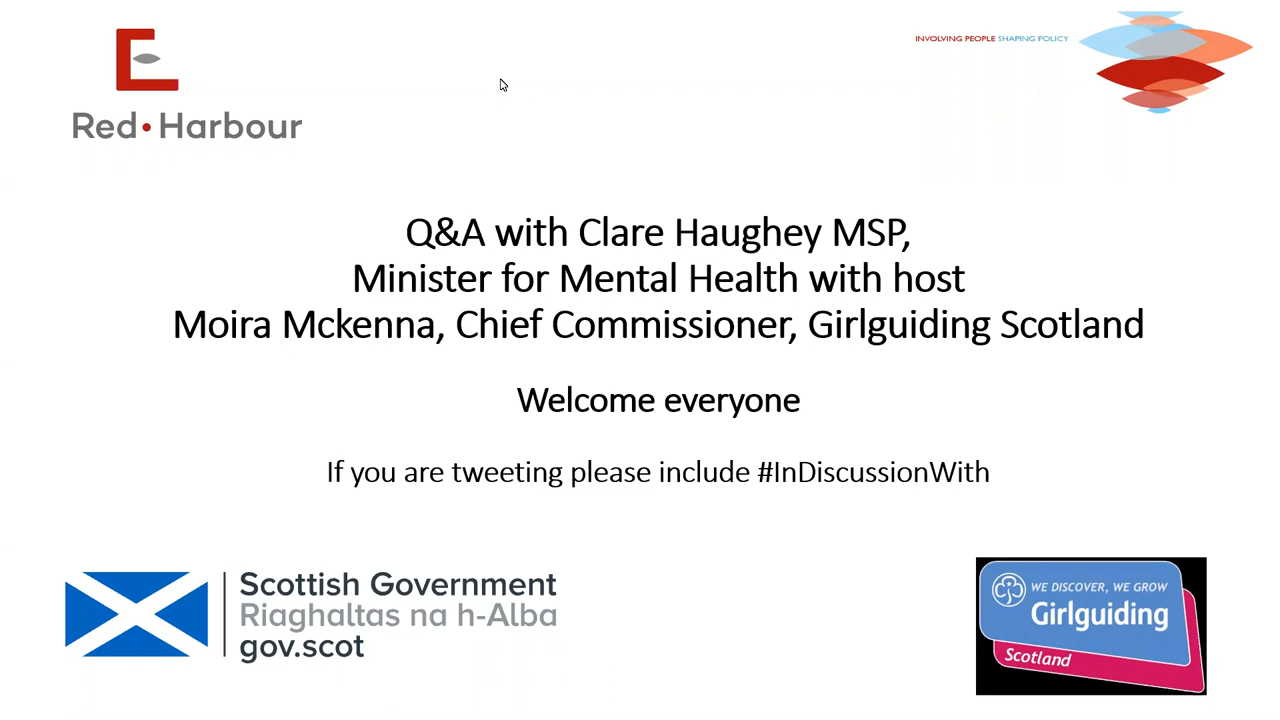 INVOLVING PEOPLE SHAPING POLICY
Red·Harbour
Q&A with Clare Haughey MSP,
Minister for Mental Health with host
Moira Mckenna, Chief Commissioner, Girlguiding Scotland
Welcome everyone
If you are tweeting please include #InDiscussionWith
Scottish Government
Riaghaltas na h-Alba
gov.scot
WE DISCOVER, WE GROW
Girlguiding
Scotland